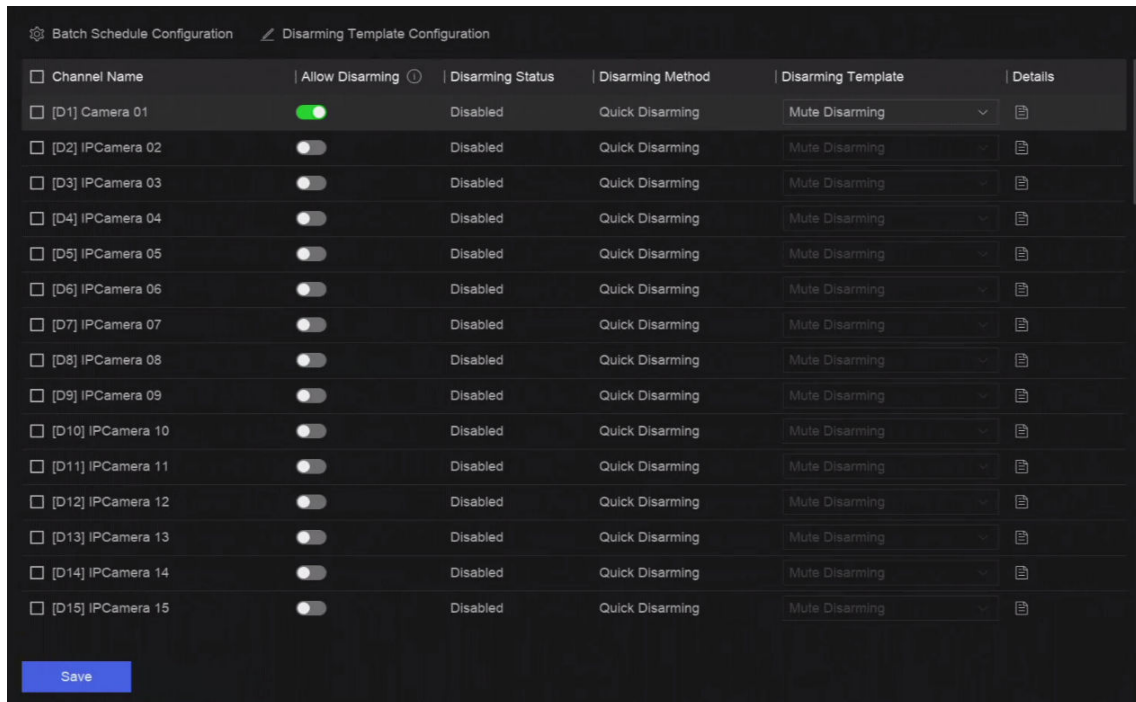 Batch Schedule Configuration Disarming Template Configuration
Channel Name | Allow Disarming | Disarming Status | Disarming Method | Disarming Template | Details
[D1] Camera 01 Disabled Quick Disarming Mute Disarming
[D2] IPCamera 02 Disabled Quick Disarming Mute Disarming
[D3] IPCamera 03 Disabled Quick Disarming Mute Disarming
[D4] IPCamera 04 Disabled Quick Disarming Mute Disarming
[D5] IPCamera 05 Disabled Quick Disarming Mute Disarming
[D6] IPCamera 06 Disabled Quick Disarming Mute Disarming
[D7] IPCamera 07 Disabled Quick Disarming Mute Disarming
[D8] IPCamera 08 Disabled Quick Disarming Mute Disarming
[D9] IPCamera 09 Disabled Quick Disarming Mute Disarming
[D10] IPCamera 10 Disabled Quick Disarming Mute Disarming
[D11] IPCamera 11 Disabled Quick Disarming Mute Disarming
[D12] IPCamera 12 Disabled Quick Disarming Mute Disarming
[D13] IPCamera 13 Disabled Quick Disarming Mute Disarming
[D14] IPCamera 14 Disabled Quick Disarming Mute Disarming
[D15] IPCamera 15 Disabled Quick Disarming Mute Disarming
Save